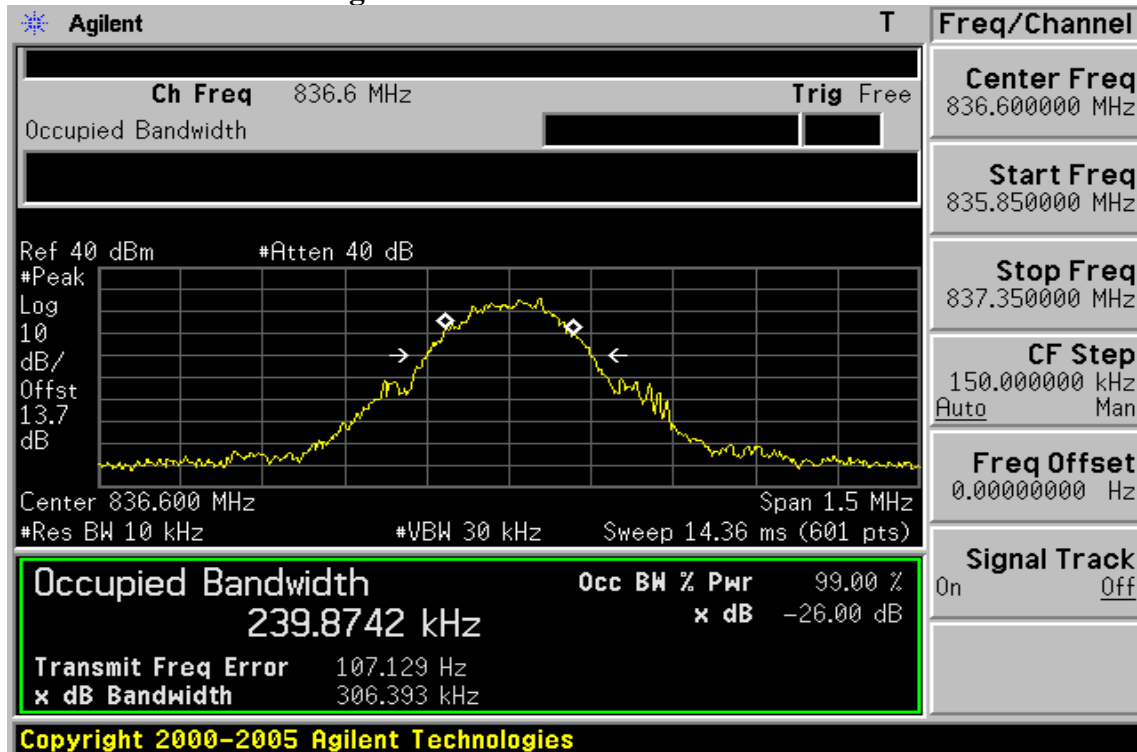 Agilent T
Ch Freq 836.6 MHz Trig Free
Occupied Bandwidth
Ref 40 dBm #Atten 40 dB
#Peak
Log
10
dB/
Offst
13.7
dB
Center 836.600 MHz Span 1.5 MHz
#Res BW 10 kHz #VBW 30 kHz Sweep 14.36 ms (601 pts)
Occupied Bandwidth
239.8742 kHz
Occ BW % Pwr 99.00 %
x dB -26.00 dB
Transmit Freq Error 107.129 Hz
x dB Bandwidth 306.393 kHz
Freq/Channel
Center Freq
836.600000 MHz
Start Freq
835.850000 MHz
Stop Freq
837.350000 MHz
CF Step
150.000000 kHz
Auto Man
Freq Offset
0.00000000 Hz
Signal Track
On Off
Copyright 2000-2005 Agilent Technologies